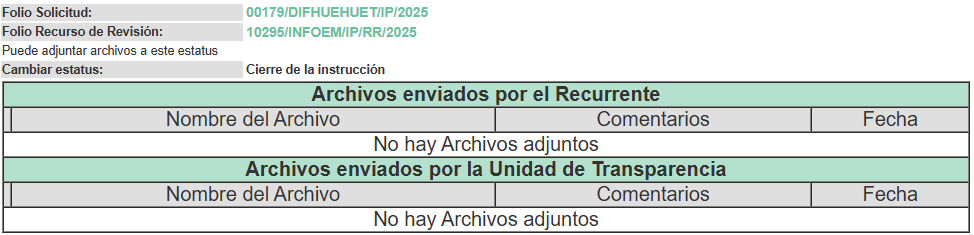 Folio Solicitud: 00179/DIFHUEHUET/IP/2025
Folio Recurso de Revisión: 10295/INFOEM/IP/RR/2025
Puede adjuntar archivos a este estatus
Cambiar estatus: Cierre de la instrucción
Archivos enviados por el Recurrente
Nombre del Archivo Comentarios Fecha
No hay Archivos adjuntos
Archivos enviados por la Unidad de Transparencia
Nombre del Archivo Comentarios Fecha
No hay Archivos adjuntos